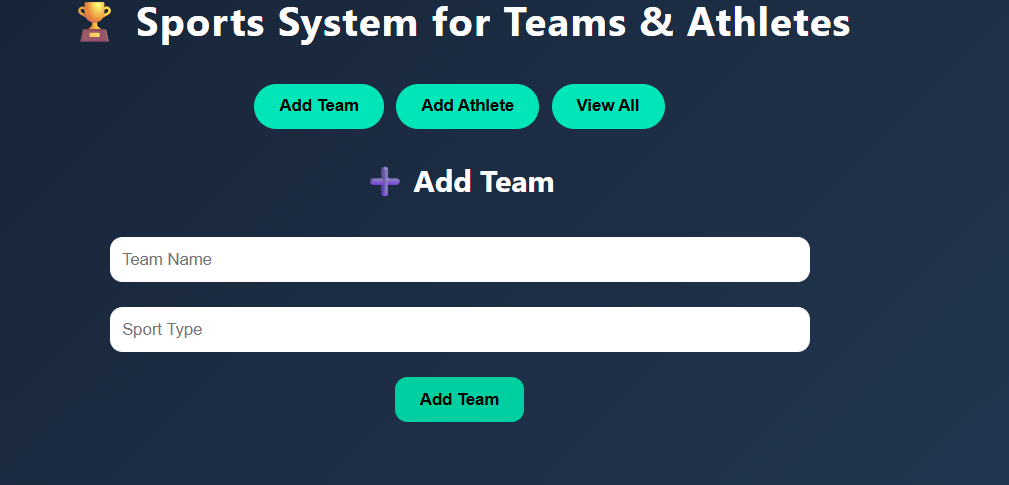 🏆 Sports System for Teams & Athletes
Add Team Add Athlete View All
➕ Add Team
Team Name
Sport Type
Add Team